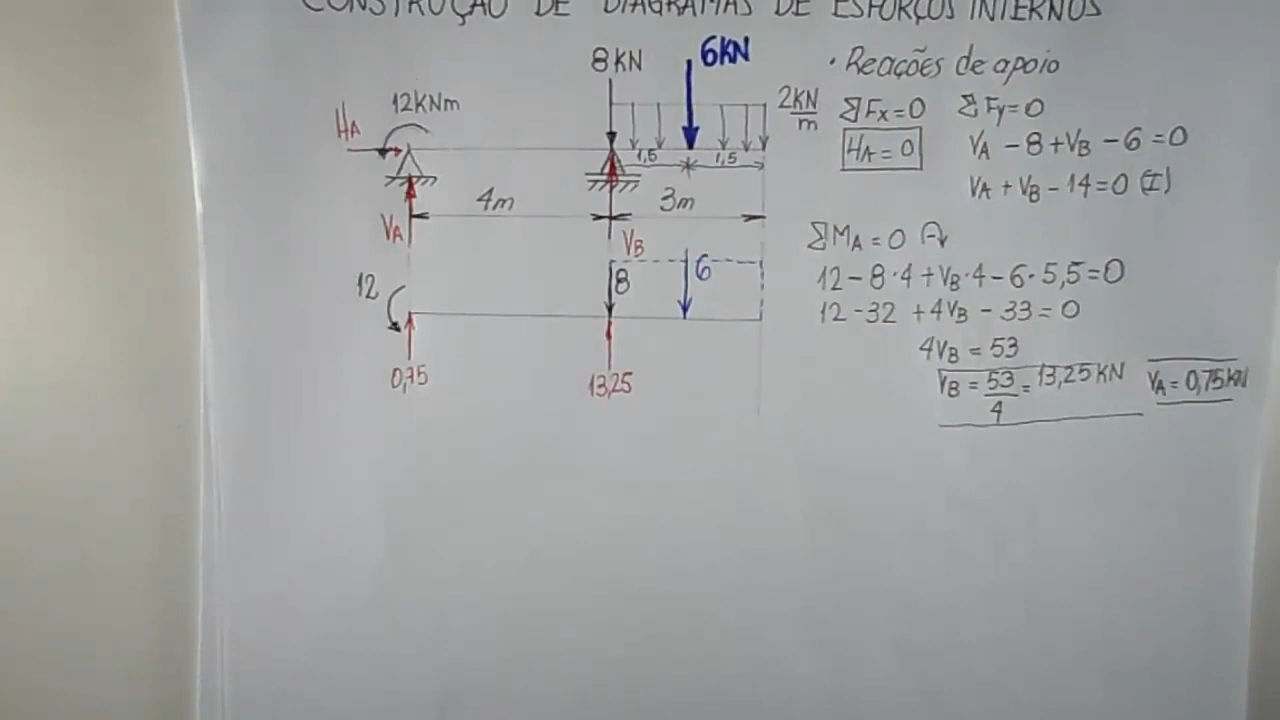 CONSTRUÇÃO DE DIAGRAMAS DE ESFORÇOS INTERNOS
8KN
6KN
12KNm
HA
2KN/m
1,5
1,5
4m
3m
VA
VB
12
8
6
0,75
13,25
· Reações de apoio
ΣFx=0 ΣFy=0
HA=0
VA-8+VB-6=0
VA+VB-14=0 (I)
ΣMA=0
12-8·4+VB·4-6·5,5=0
12-32+4VB-33=0
4VB=53
VB=53/4=13,25KN
VA=0,75KN